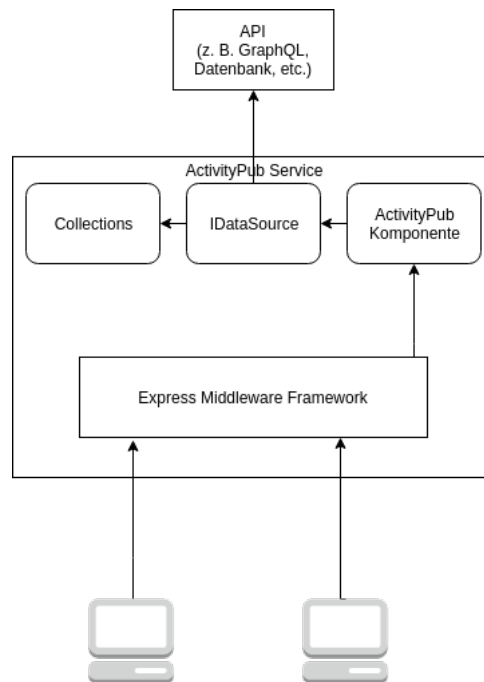 API
(z. B. GraphQL,
Datenbank, etc.)
ActivityPub Service
Collections
IDataSource
ActivityPub
Komponente
Express Middleware Framework